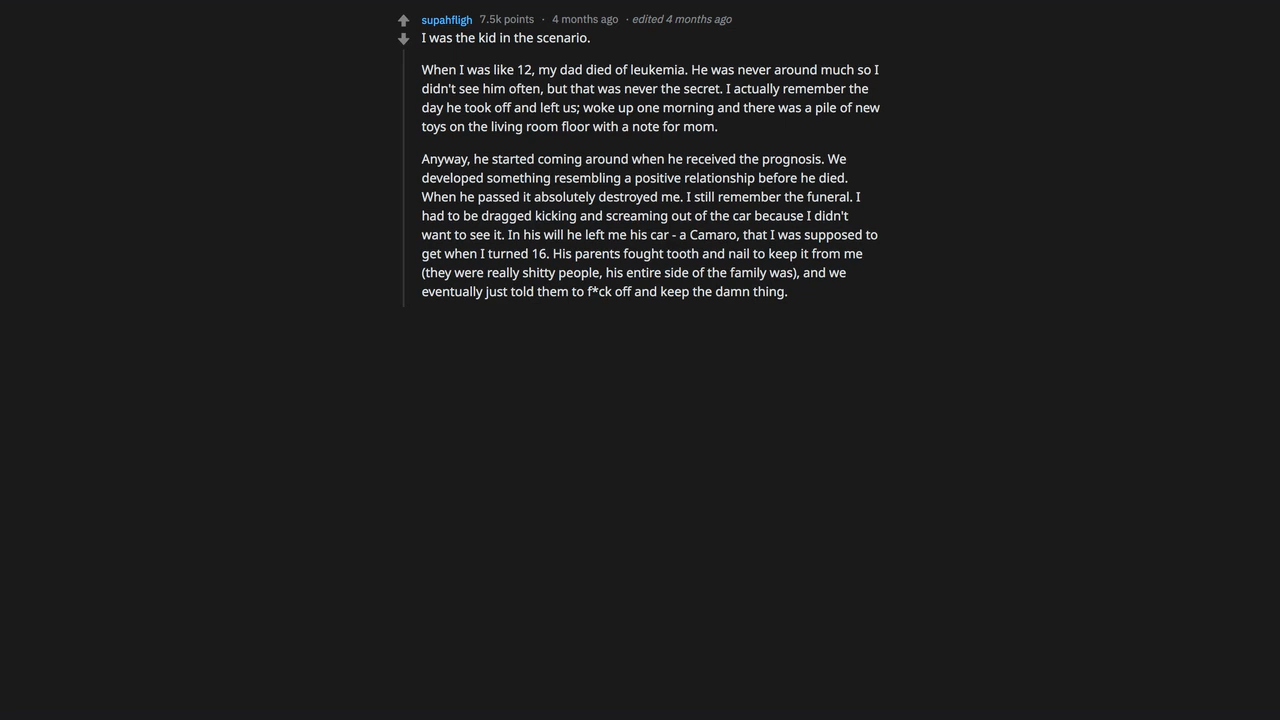 supahfligh 7.5k points · 4 months ago · edited 4 months ago
I was the kid in the scenario.
When I was like 12, my dad died of leukemia. He was never around much so I
didn't see him often, but that was never the secret. I actually remember the
day he took off and left us; woke up one morning and there was a pile of new
toys on the living room floor with a note for mom.
Anyway, he started coming around when he received the prognosis. We
developed something resembling a positive relationship before he died.
When he passed it absolutely destroyed me. I still remember the funeral. I
had to be dragged kicking and screaming out of the car because I didn't
want to see it. In his will he left me his car - a Camaro, that I was supposed to
get when I turned 16. His parents fought tooth and nail to keep it from me
(they were really shitty people, his entire side of the family was), and we
eventually just told them to f*ck off and keep the damn thing.